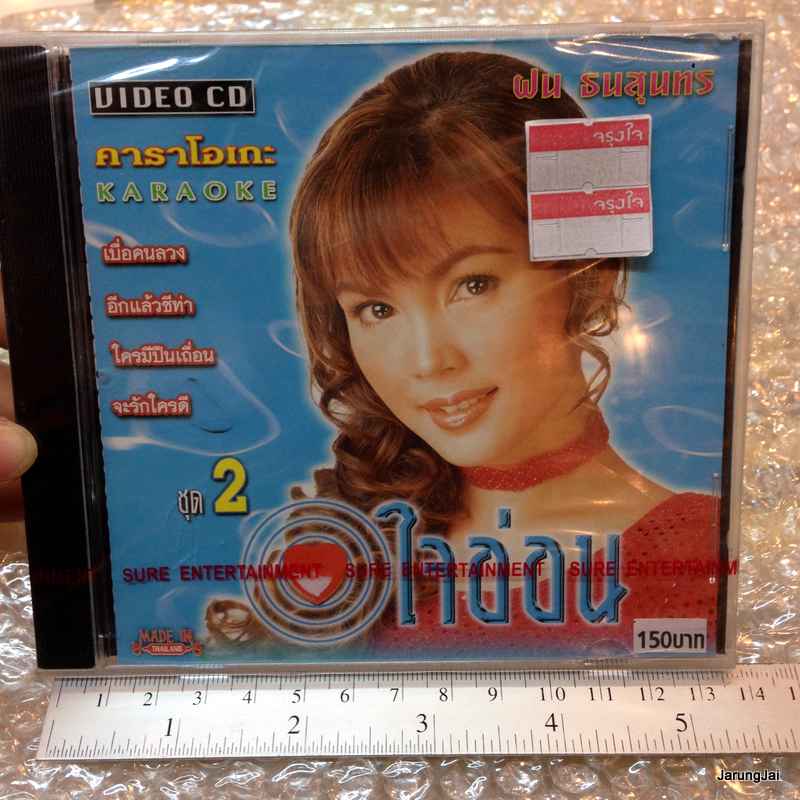 VIDEO CD
ฝน ธนสุนทร
คาราโอเกะ
KARAOKE
จรุงใจ
จรุงใจ
เบื่อคนลวง
อีกแล้วซีท่า
ใครมีปืนเถื่อน
จะรักใครดี
ชุด 2
ใจอ่อน
SURE ENTERTAINMENT SURE ENTERTAINMENT SURE ENTERTAINM
MADE IN
THAILAND
150บาท
1 2 3 4 5 6 7 8 9 10 11 12 13 14
1 2 3 4 5
JarungJai